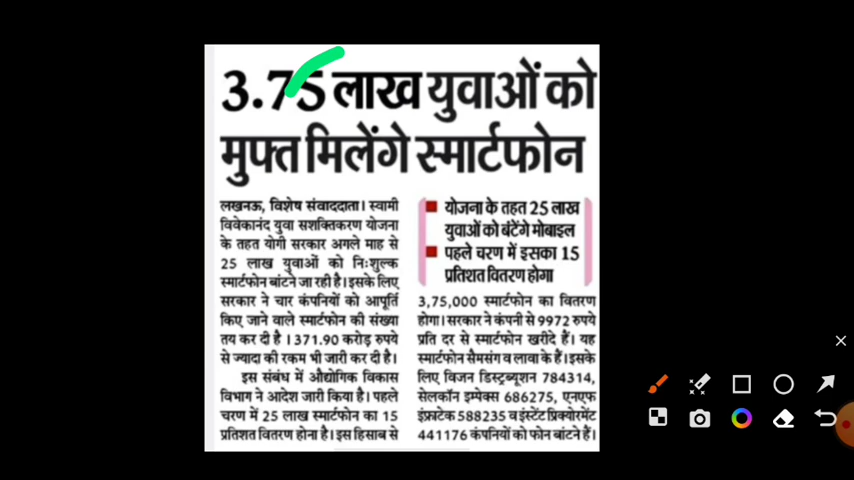 3.75 लाख युवाओं को
मुफ्त मिलेंगे स्मार्टफोन
लखनऊ, विशेष संवाददाता। स्वामी
विवेकानंद युवा सशक्तिकरण योजना
के तहत योगी सरकार अगले माह से
25 लाख युवाओं को निःशुल्क
स्मार्टफोन बांटने जा रही है। इसके लिए
सरकार ने चार कंपनियों को आपूर्ति
किए जाने वाले स्मार्टफोन की संख्या
तय कर दी है । 371.90 करोड़ रुपये
से ज्यादा की रकम भी जारी कर दी है।
इस संबंध में औद्योगिक विकास
विभाग ने आदेश जारी किया है। पहले
चरण में 25 लाख स्मार्टफोन का 15
प्रतिशत वितरण होना है। इस हिसाब से
योजना के तहत 25 लाख
युवाओं को बंटेंगे मोबाइल
पहले चरण में इसका 15
प्रतिशत वितरण होगा
3,75,000 स्मार्टफोन का वितरण
होगा। सरकार ने कंपनी से 9972 रुपये
प्रति दर से स्मार्टफोन खरीदे हैं। यह
स्मार्टफोन सैमसंग व लावा के हैं। इसके
लिए विजन डिस्ट्रब्यूशन 784314,
सेलकॉन इम्पेक्स 686275, एनएफ
इंफ्राटेक 588235 व इंस्टेंट प्रिक्योरमेंट
441176 कंपनियों को फोन बांटने हैं।